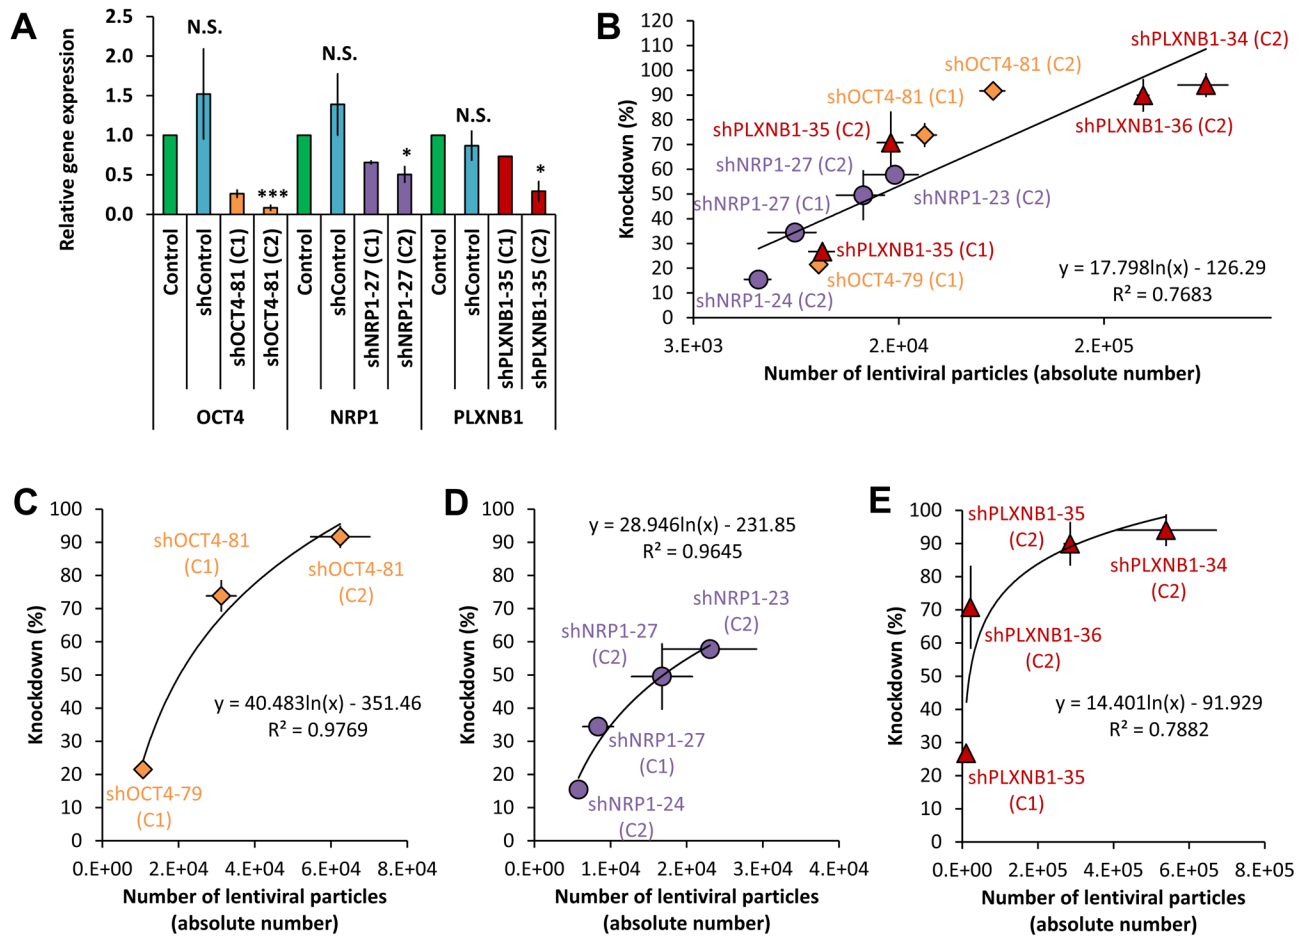 A
Relative gene expression
2.5
2.0
1.5
1.0
0.5
0.0
N.S.
***
N.S.
*
N.S.
*
Control
shControl
shOCT4-81 (C1)
shOCT4-81 (C2)
Control
shControl
shNRP1-27 (C1)
shNRP1-27 (C2)
Control
shControl
shPLXNB1-35 (C1)
shPLXNB1-35 (C2)
OCT4
NRP1
PLXNB1
B
Knockdown (%)
120
110
100
90
80
70
60
50
40
30
20
10
0
shPLXNB1-34 (C2)
shOCT4-81 (C2)
shOCT4-81 (C1)
shPLXNB1-35 (C2)
shPLXNB1-36 (C2)
shNRP1-27 (C2)
shNRP1-27 (C1)
shNRP1-23 (C2)
shPLXNB1-35 (C1)
shOCT4-79 (C1)
shNRP1-24 (C2)
y = 17.798ln(x) - 126.29
R² = 0.7683
3.E+03
2.E+04
2.E+05
Number of lentiviral particles (absolute number)
C
Knockdown (%)
100
90
80
70
60
50
40
30
20
10
0
shOCT4-81
(C1)
shOCT4-81
(C2)
y = 40.483ln(x) - 351.46
R² = 0.9769
shOCT4-79
(C1)
0.E+00
2.E+04
4.E+04
6.E+04
8.E+04
Number of lentiviral particles
(absolute number)
D
Knockdown (%)
100
90
80
70
60
50
40
30
20
10
0
y = 28.946ln(x) - 231.85
R² = 0.9645
shNRP1-23
(C2)
shNRP1-27
(C2)
shNRP1-27
(C1)
shNRP1-24
(C2)
0.E+00
1.E+04
2.E+04
3.E+04
4.E+04
Number of lentiviral particles
(absolute number)
E
Knockdown (%)
100
90
80
70
60
50
40
30
20
10
0
shPLXNB1-35
(C2)
shPLXNB1-34
(C2)
shPLXNB1-36
(C2)
y = 14.401ln(x) - 91.929
R² = 0.7882
shPLXNB1-35
(C1)
0.E+00
2.E+05
4.E+05
6.E+05
8.E+05
Number of lentiviral particles
(absolute number)